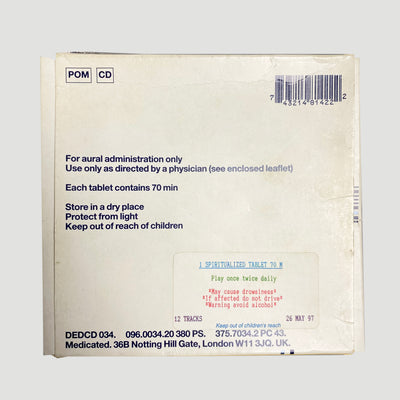 POM CD
7 43214 81422 2
For aural administration only
Use only as directed by a physician (see enclosed leaflet)
Each tablet contains 70 min
Store in a dry place
Protect from light
Keep out of reach of children
1 SPIRITUALIZED TABLET 70 M
Play once twice daily
*May cause drowsiness*
*If affected do not drive*
*Warning avoid alcohol*
12 TRACKS 26 MAY 97
Keep out of children's reach
DEDCD 034. 096.0034.20 380 PS. 375.7034.2 PC 43.
Medicated. 36B Notting Hill Gate, London W11 3JQ. UK.